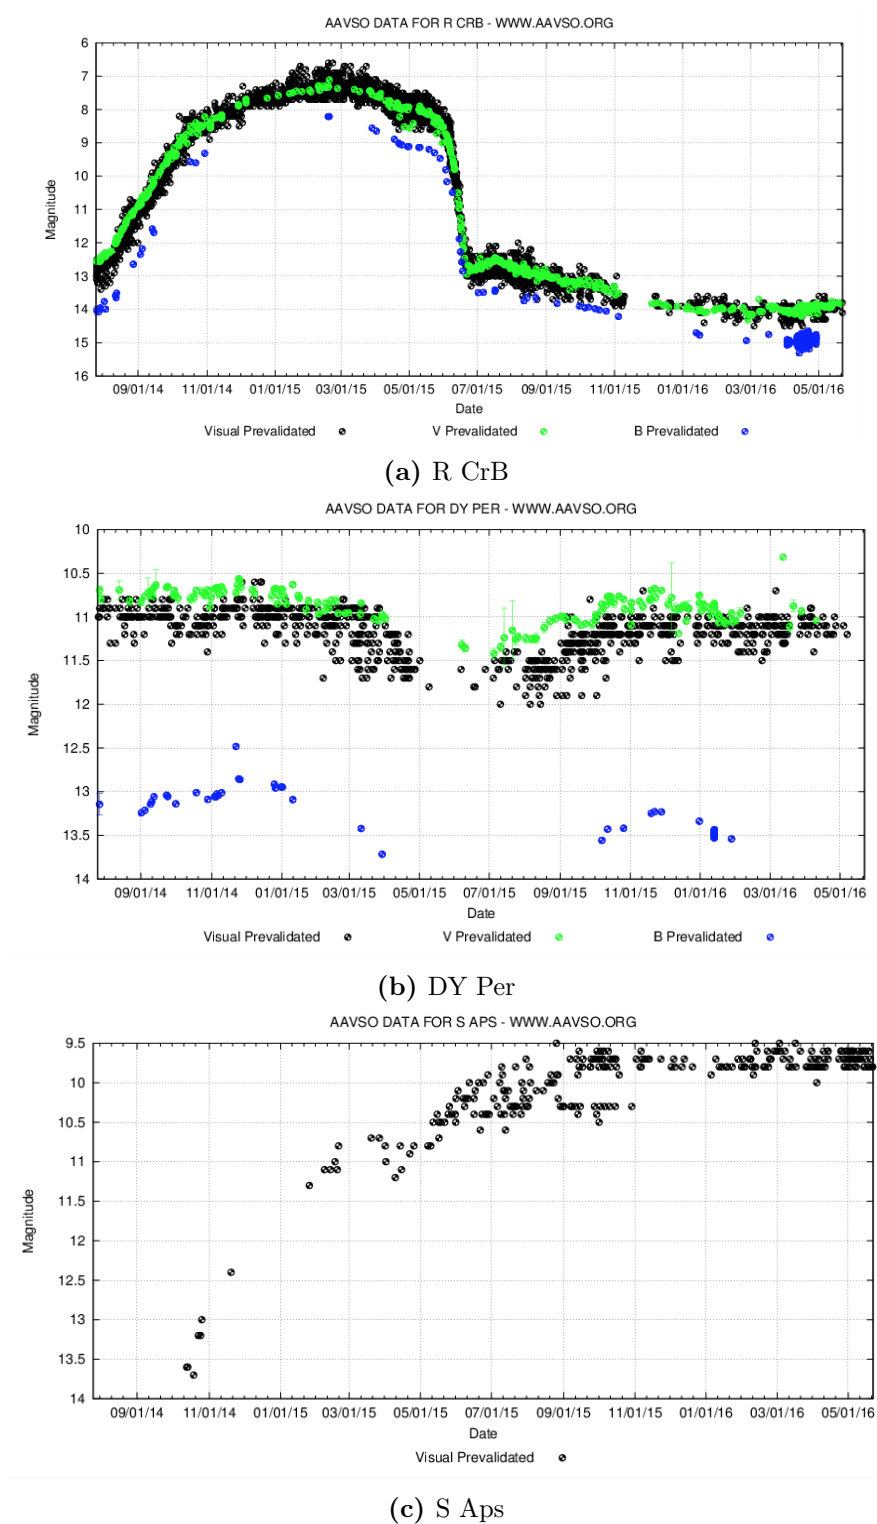 AAVSO DATA FOR R CRB - WWW.AAVSO.ORG
6
7
8
9
10
11
12
13
14
15
16
Magnitude
09/01/14 11/01/14 01/01/15 03/01/15 05/01/15 07/01/15 09/01/15 11/01/15 01/01/16 03/01/16 05/01/16
Date
Visual Prevalidated V Prevalidated B Prevalidated
(a) R CrB
AAVSO DATA FOR DY PER - WWW.AAVSO.ORG
10
10.5
11
11.5
12
12.5
13
13.5
14
Magnitude
09/01/14 11/01/14 01/01/15 03/01/15 05/01/15 07/01/15 09/01/15 11/01/15 01/01/16 03/01/16 05/01/16
Date
Visual Prevalidated V Prevalidated B Prevalidated
(b) DY Per
AAVSO DATA FOR S APS - WWW.AAVSO.ORG
9.5
10
10.5
11
11.5
12
12.5
13
13.5
14
Magnitude
09/01/14 11/01/14 01/01/15 03/01/15 05/01/15 07/01/15 09/01/15 11/01/15 01/01/16 03/01/16 05/01/16
Date
Visual Prevalidated
(c) S Aps